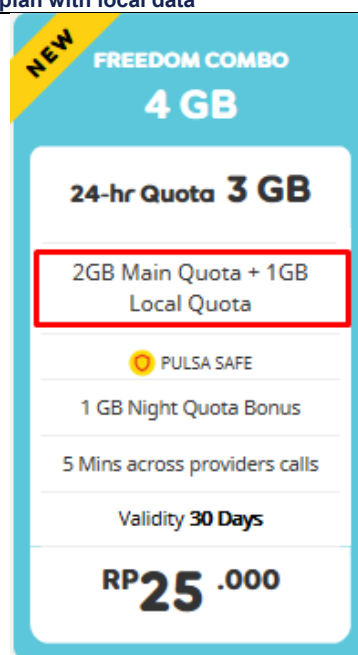 plan with local data
NEW
FREEDOM COMBO
4 GB
24-hr Quota 3 GB
2GB Main Quota + 1GB
Local Quota
PULSA SAFE
1 GB Night Quota Bonus
5 Mins across providers calls
Validity 30 Days
RP25 .000